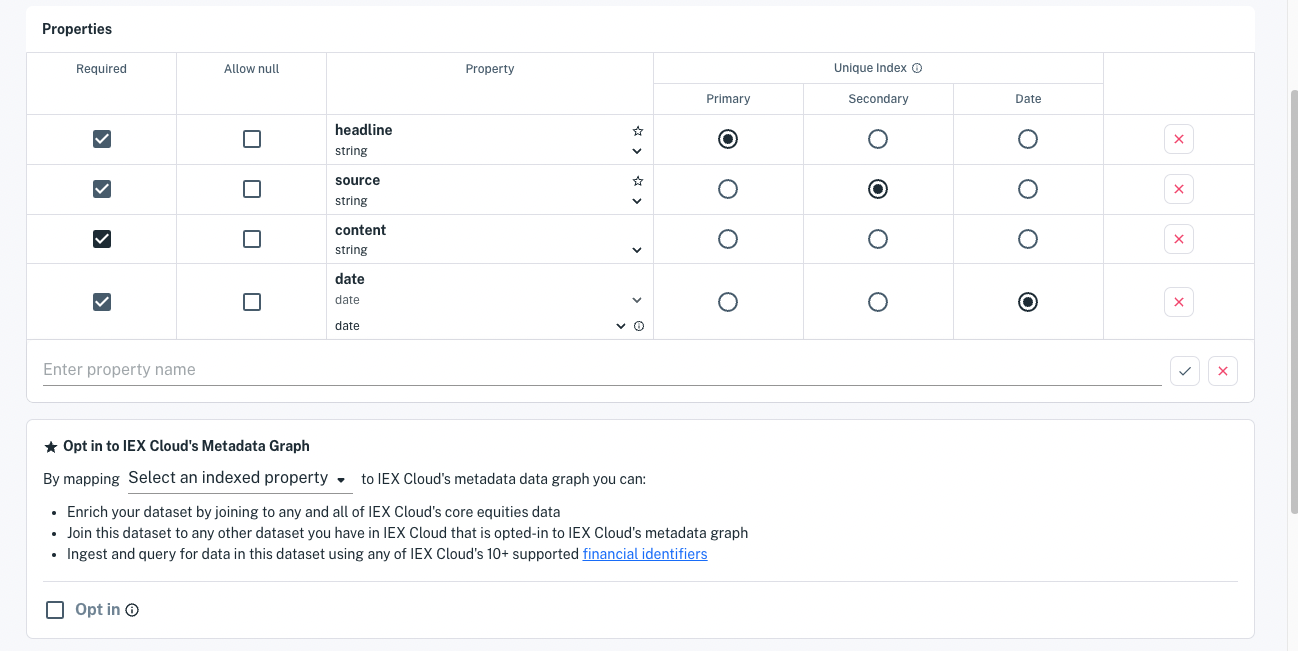 Properties
Required Allow null Property Unique Index
Primary Secondary Date
headline
string
source
string
content
string
date
date
date
Enter property name
Opt in to IEX Cloud's Metadata Graph
By mapping Select an indexed property to IEX Cloud's metadata data graph you can:
• Enrich your dataset by joining to any and all of IEX Cloud's core equities data
• Join this dataset to any other dataset you have in IEX Cloud that is opted-in to IEX Cloud's metadata graph
• Ingest and query for data in this dataset using any of IEX Cloud's 10+ supported financial identifiers
Opt in